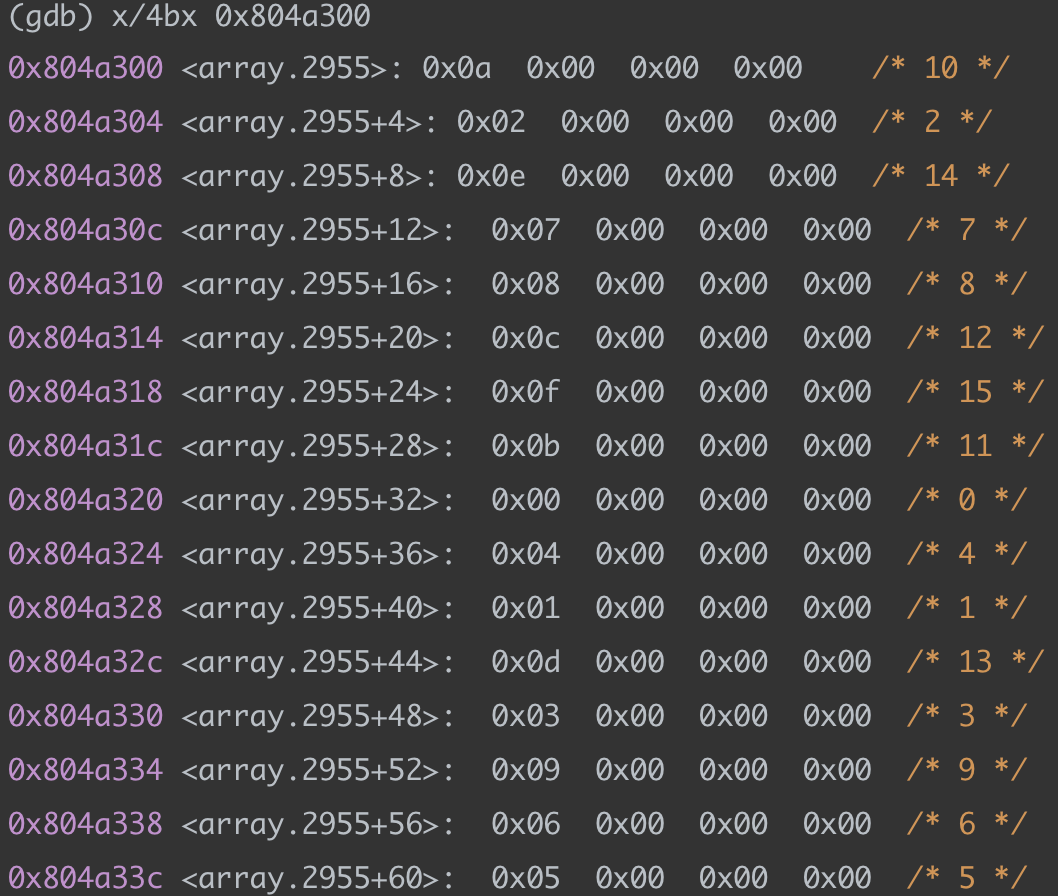 (gdb) x/4bx 0x804a300
0x804a300 <array.2955>: 0x0a  0x00  0x00  0x00    /* 10 */
0x804a304 <array.2955+4>: 0x02  0x00  0x00  0x00  /* 2 */
0x804a308 <array.2955+8>: 0x0e  0x00  0x00  0x00  /* 14 */
0x804a30c <array.2955+12>:  0x07  0x00  0x00  0x00  /* 7 */
0x804a310 <array.2955+16>:  0x08  0x00  0x00  0x00  /* 8 */
0x804a314 <array.2955+20>:  0x0c  0x00  0x00  0x00  /* 12 */
0x804a318 <array.2955+24>:  0x0f  0x00  0x00  0x00  /* 15 */
0x804a31c <array.2955+28>:  0x0b  0x00  0x00  0x00  /* 11 */
0x804a320 <array.2955+32>:  0x00  0x00  0x00  0x00  /* 0 */
0x804a324 <array.2955+36>:  0x04  0x00  0x00  0x00  /* 4 */
0x804a328 <array.2955+40>:  0x01  0x00  0x00  0x00  /* 1 */
0x804a32c <array.2955+44>:  0x0d  0x00  0x00  0x00  /* 13 */
0x804a330 <array.2955+48>:  0x03  0x00  0x00  0x00  /* 3 */
0x804a334 <array.2955+52>:  0x09  0x00  0x00  0x00  /* 9 */
0x804a338 <array.2955+56>:  0x06  0x00  0x00  0x00  /* 6 */
0x804a33c <array.2955+60>:  0x05  0x00  0x00  0x00  /* 5 */